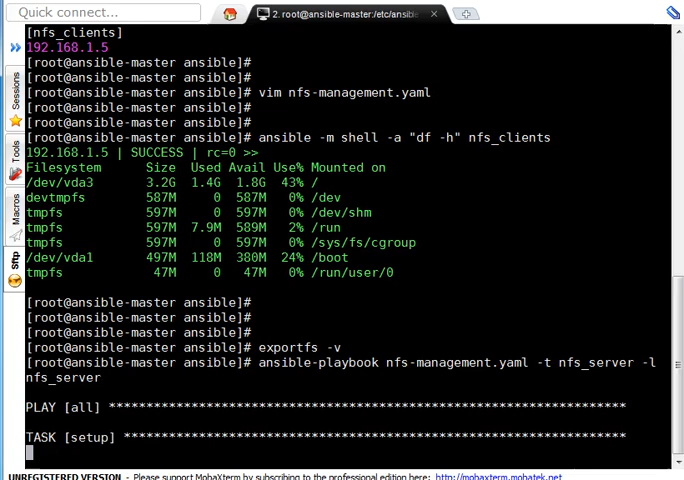 Quick connect...
2. root@ansible-master:/etc/ansible
[nfs_clients]
192.168.1.5
[root@ansible-master ansible]#
[root@ansible-master ansible]#
[root@ansible-master ansible]# vim nfs-management.yaml
[root@ansible-master ansible]#
[root@ansible-master ansible]#
[root@ansible-master ansible]# ansible -m shell -a "df -h" nfs_clients
192.168.1.5 | SUCCESS | rc=0 >>
Filesystem Size Used Avail Use% Mounted on
/dev/vda3 3.2G 1.4G 1.8G 43% /
devtmpfs 587M 0 587M 0% /dev
tmpfs 597M 0 597M 0% /dev/shm
tmpfs 597M 7.9M 589M 2% /run
tmpfs 597M 0 597M 0% /sys/fs/cgroup
/dev/vda1 497M 118M 380M 24% /boot
tmpfs 47M 0 47M 0% /run/user/0
[root@ansible-master ansible]#
[root@ansible-master ansible]#
[root@ansible-master ansible]#
[root@ansible-master ansible]# exportfs -v
[root@ansible-master ansible]# ansible-playbook nfs-management.yaml -t nfs_server -l
nfs_server
PLAY [all] *********************************************************************
TASK [setup] *******************************************************************
Sessions
Tools
Macros
Sftp
UNREGISTERED VERSION - Please support MobaXterm by subscribing to the professional edition here: http://mobaxterm.mobatek.net